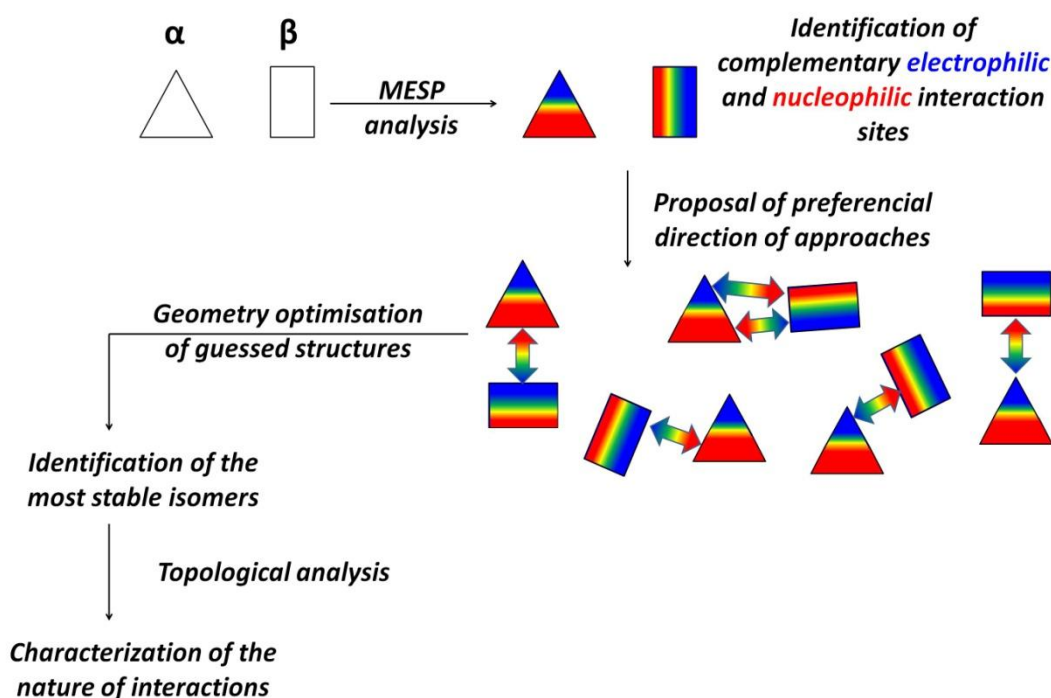 α
β
MESP
analysis
Identification of
complementary electrophilic
and nucleophilic interaction
sites
Proposal of preferencial
direction of approaches
Geometry optimisation
of guessed structures
Identification of the
most stable isomers
Topological analysis
Characterization of the
nature of interactions